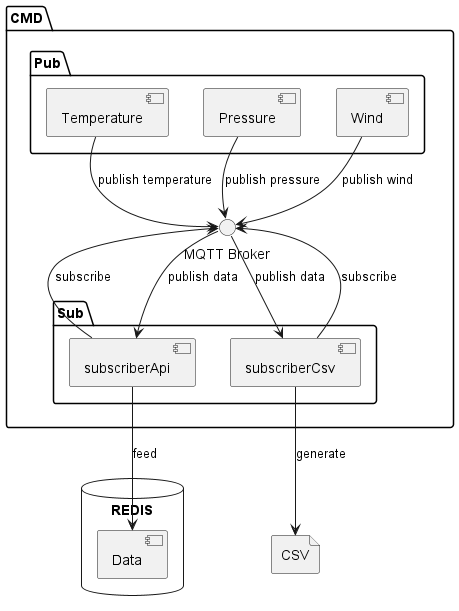 CMD
Pub
Temperature
Pressure
Wind
publish temperature
publish pressure
publish wind
MQTT Broker
subscribe
publish data
publish data
subscribe
Sub
subscriberApi
subscriberCsv
feed
generate
REDIS
Data
CSV